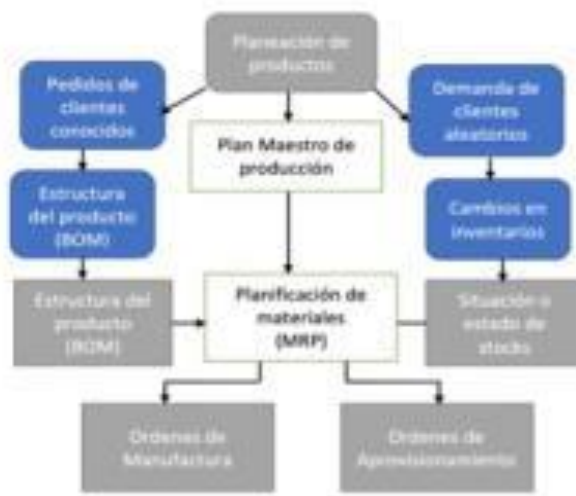 Planeación de
productos
Pedidos de
clientes
conocidos
Plan Maestro de
producción
Demanda de
clientes
aleatorios
Estructura
del producto
(BOM)
Cambios en
inventarios
Estructura del
producto
(BOM)
Planificación de
materiales
(MRP)
Situación o
estado de
stocks
Ordenes de
Manufactura
Ordenes de
Aprovisionamiento